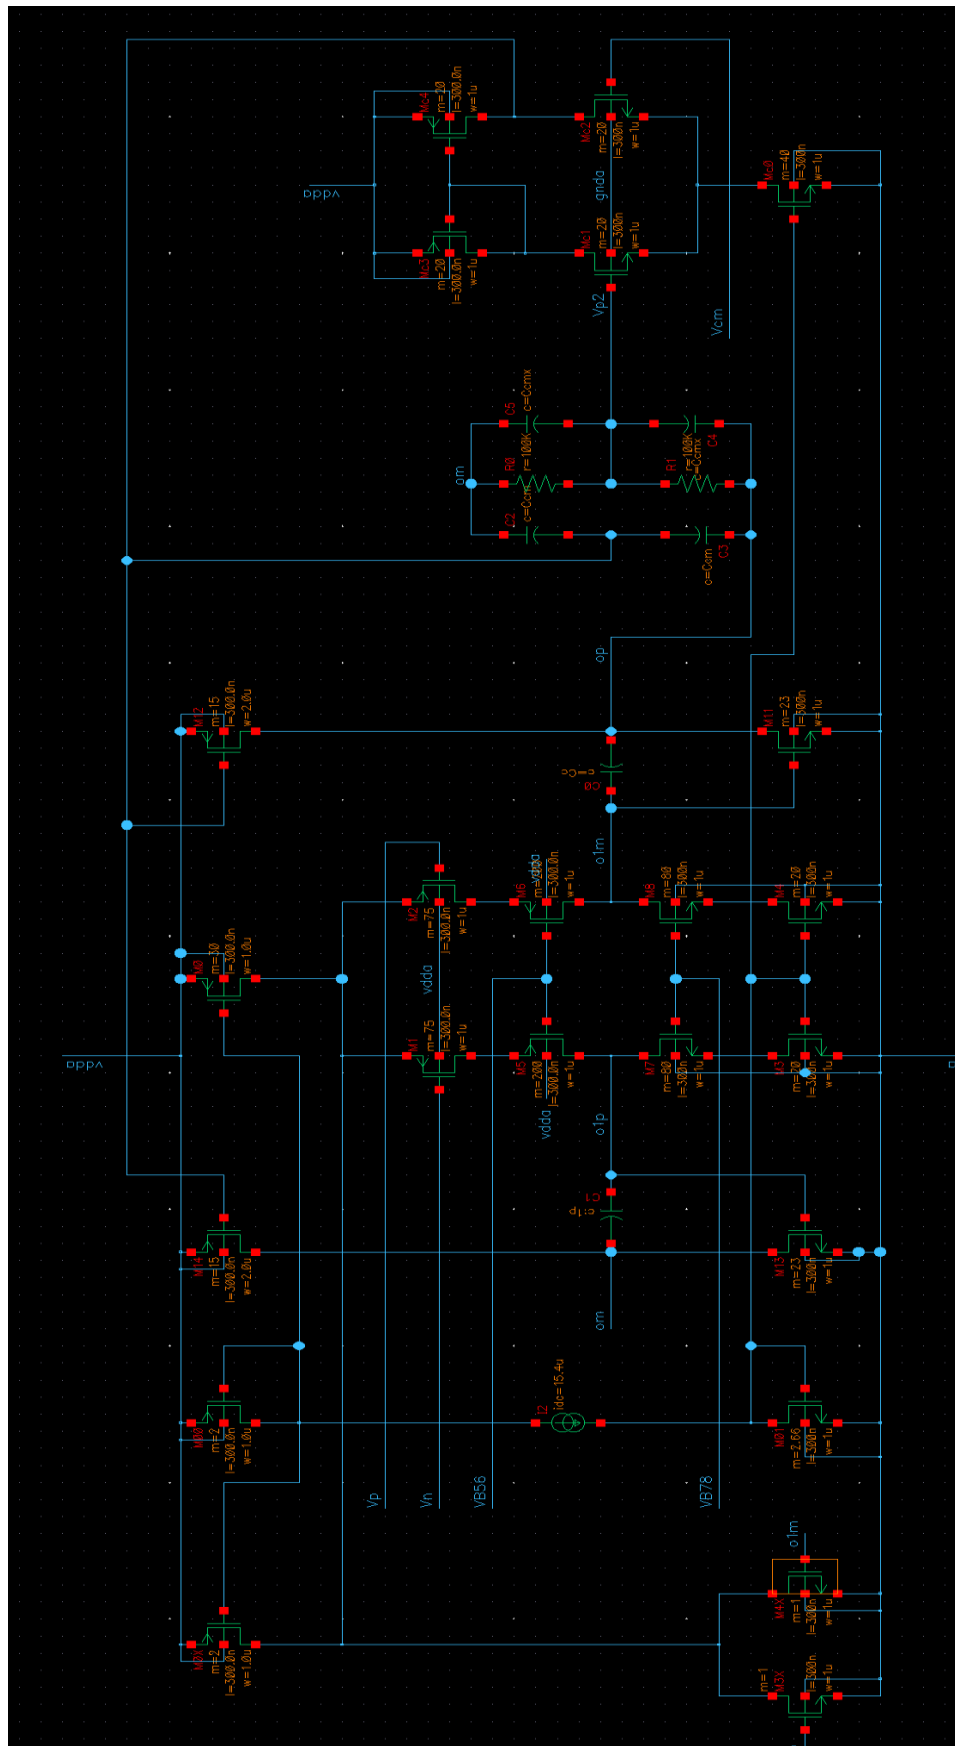 Mc4
m=20
l=300.0n
w=1u
Mc2
m=20
l=300n
w=1u
vdda
gnda
Mc0
m=40
l=300n
w=1u
Mc3
m=20
l=300.0n
w=1u
Mc1
m=20
l=300n
w=1u
Vp2
Vcm
C5
c=Ccmx
om
R0
r=100K
C2
c=Ccm
C4
c=Ccmx
R1
r=100K
C3
c=Ccm
op
M12
m=15
l=300.0n
w=2.0u
M11
m=23
l=300n
w=1u
o1m
M2
m=75
l=300.0n
w=1u
M6
l=300.0n
w=1u
vdda
M8
m=80
l=300n
w=1u
M4
m=20
l=300n
w=1u
M0
m=30
l=300.0n
w=1.0u
vdda
vdda
M1
m=75
l=300.0n
w=1u
M5
m=200
l=300.0n
w=1u
vdda
M7
m=80
l=300n
w=1u
M3
m=20
l=300n
w=1u
o1p
C1
c:1p
M14
m=15
l=300.0n
w=2.0u
M13
m=23
l=300n
w=1u
om
M00
m=2
l=300.0n
w=1.0u
I2
idc=15.4u
M01
m=2.66
l=300n
w=1u
Vp
Vn
VB56
VB78
o1m
M4X
m=1
l=300n
w=1u
M0X
m=2
l=300.0n
w=1.0u
M3X
m=1
l=300n
w=1u